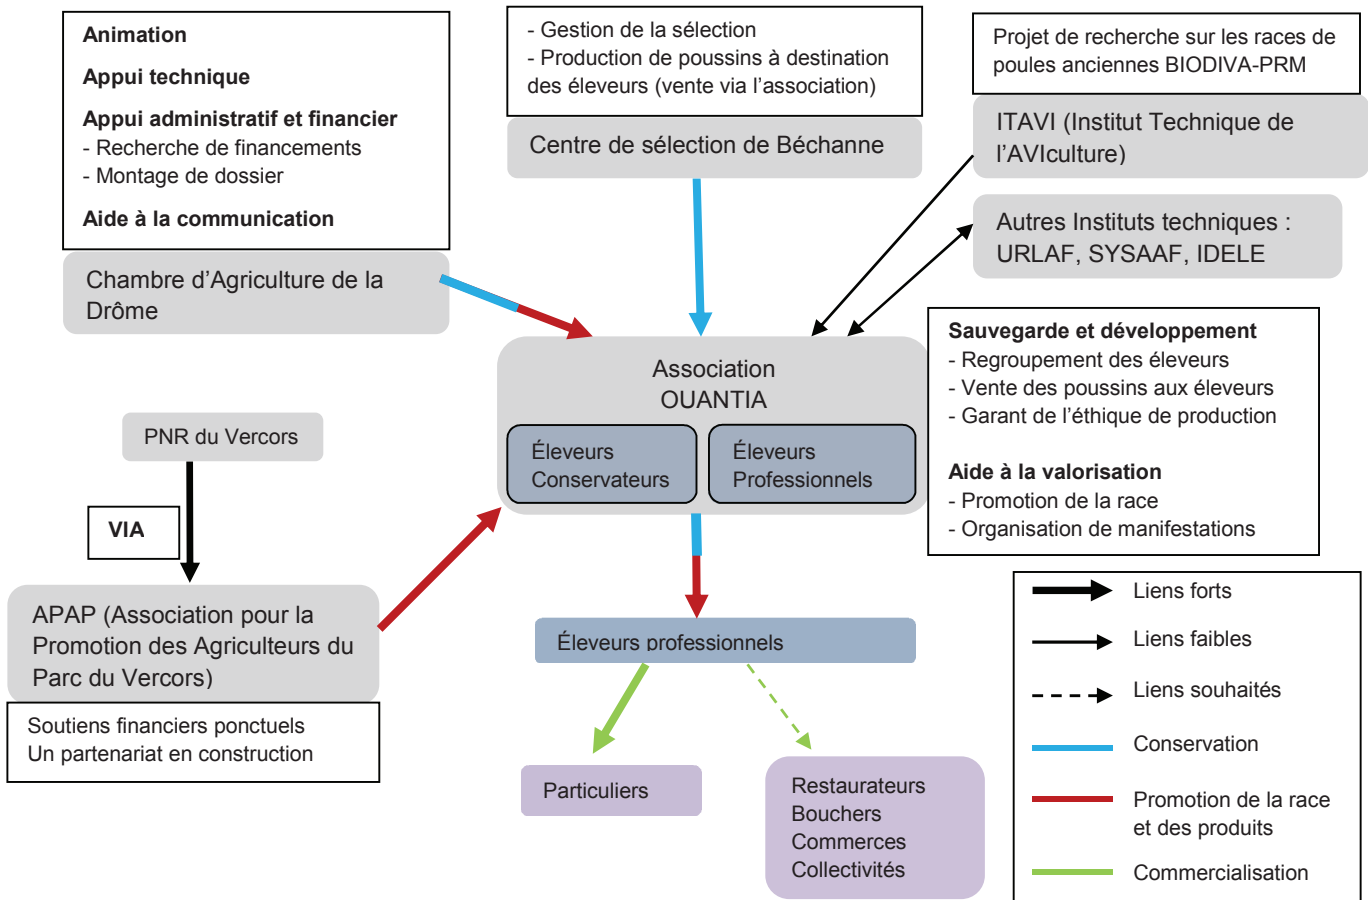 Animation
Appui technique
Appui administratif et financier
- Recherche de financements
- Montage de dossier
Aide à la communication
Chambre d'Agriculture de la
Drôme
- Gestion de la sélection
- Production de poussins à destination
des éleveurs (vente via l'association)
Centre de sélection de Béchanne
Projet de recherche sur les races de
poules anciennes BIODIVA-PRM
ITAVI (Institut Technique de
l'AVIculture)
Autres Instituts techniques :
URLAF, SYSAAF, IDELE
Association
OUANTIA
Éleveurs
Conservateurs
Éleveurs
Professionnels
Sauvegarde et développement
- Regroupement des éleveurs
- Vente des poussins aux éleveurs
- Garant de l'éthique de production
Aide à la valorisation
- Promotion de la race
- Organisation de manifestations
PNR du Vercors
VIA
APAP (Association pour la
Promotion des Agriculteurs du
Parc du Vercors)
Soutiens financiers ponctuels
Un partenariat en construction
Éleveurs professionnels
Particuliers
Restaurateurs
Bouchers
Commerces
Collectivités
Liens forts
Liens faibles
Liens souhaités
Conservation
Promotion de la race
et des produits
Commercialisation